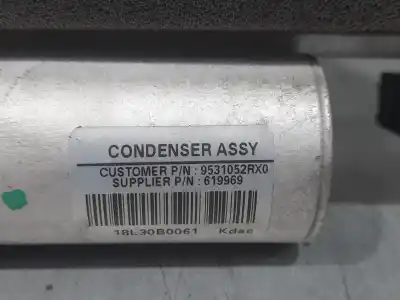 CONDENSER ASSY
CUSTOMER P/N : 9531052RX0
SUPPLIER P/N : 619969
18L30B0061 Kdac